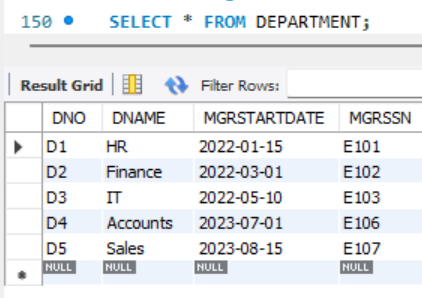 150 SELECT * FROM DEPARTMENT;
Result Grid Filter Rows:
DNO DNAME MGRSTARTDATE MGRSSN
D1 HR 2022-01-15 E101
D2 Finance 2022-03-01 E102
D3 IT 2022-05-10 E103
D4 Accounts 2023-07-01 E106
D5 Sales 2023-08-15 E107
NULL NULL NULL NULL